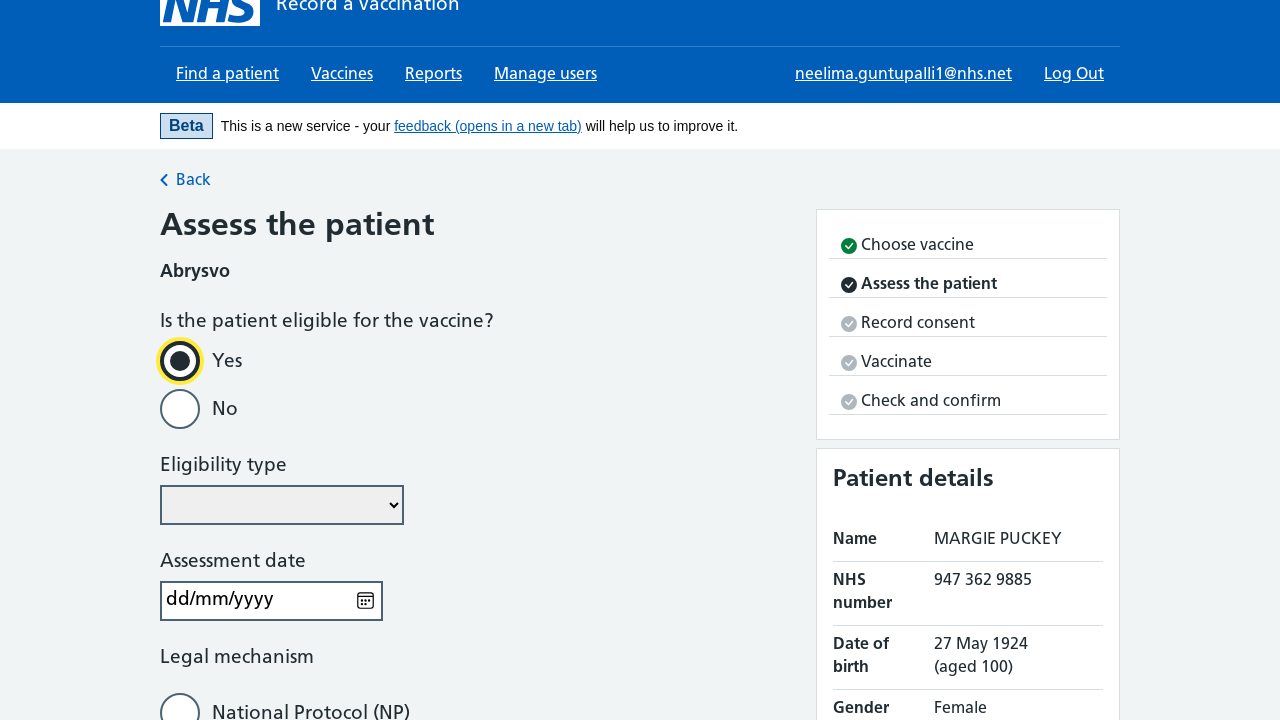 NHS Record a vaccination
Find a patient Vaccines Reports Manage users neelima.guntupalli1@nhs.net Log Out
Beta This is a new service - your feedback (opens in a new tab) will help us to improve it.
Back
Assess the patient
Abrysvo
Is the patient eligible for the vaccine?
Yes
No
Eligibility type
Assessment date
dd/mm/yyyy
Legal mechanism
National Protocol (NP)
Choose vaccine
Assess the patient
Record consent
Vaccinate
Check and confirm
Patient details
Name MARGIE PUCKEY
NHS number 947 362 9885
Date of birth 27 May 1924 (aged 100)
Gender Female